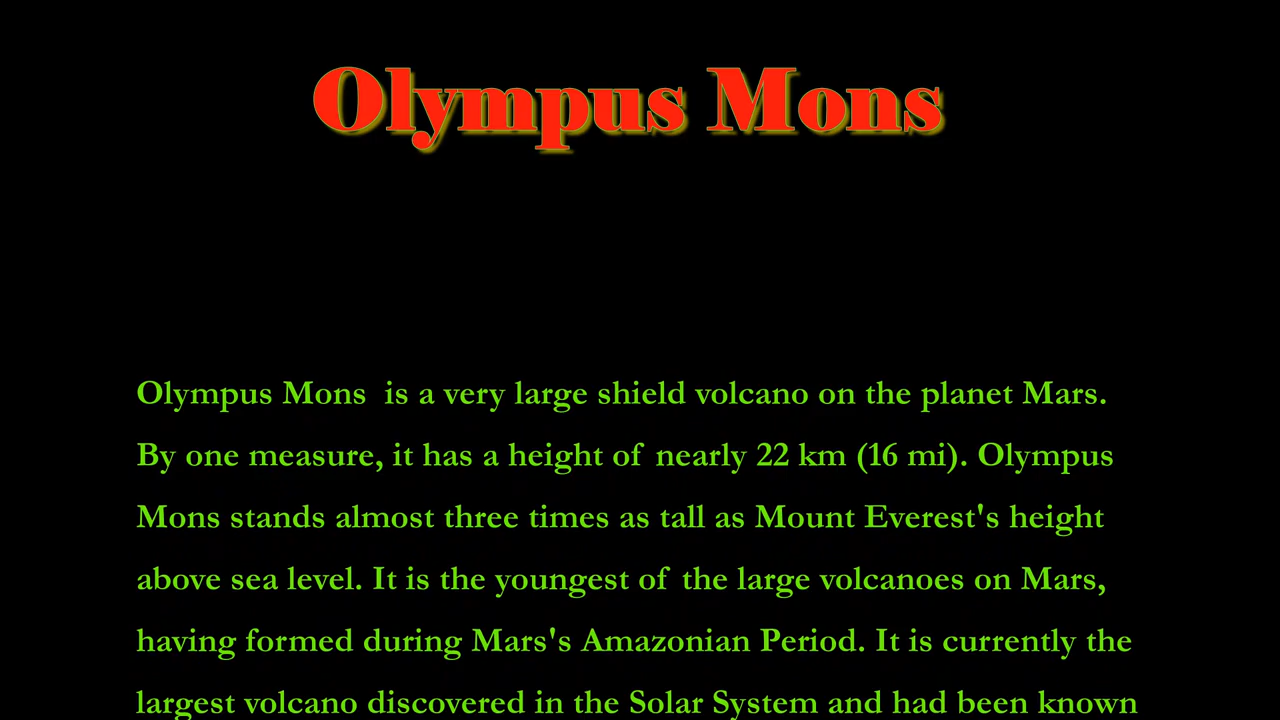 Olympus Mons
Olympus Mons  is a very large shield volcano on the planet Mars.
By one measure, it has a height of nearly 22 km (16 mi). Olympus
Mons stands almost three times as tall as Mount Everest's height
above sea level. It is the youngest of the large volcanoes on Mars,
having formed during Mars's Amazonian Period. It is currently the
largest volcano discovered in the Solar System and had been known